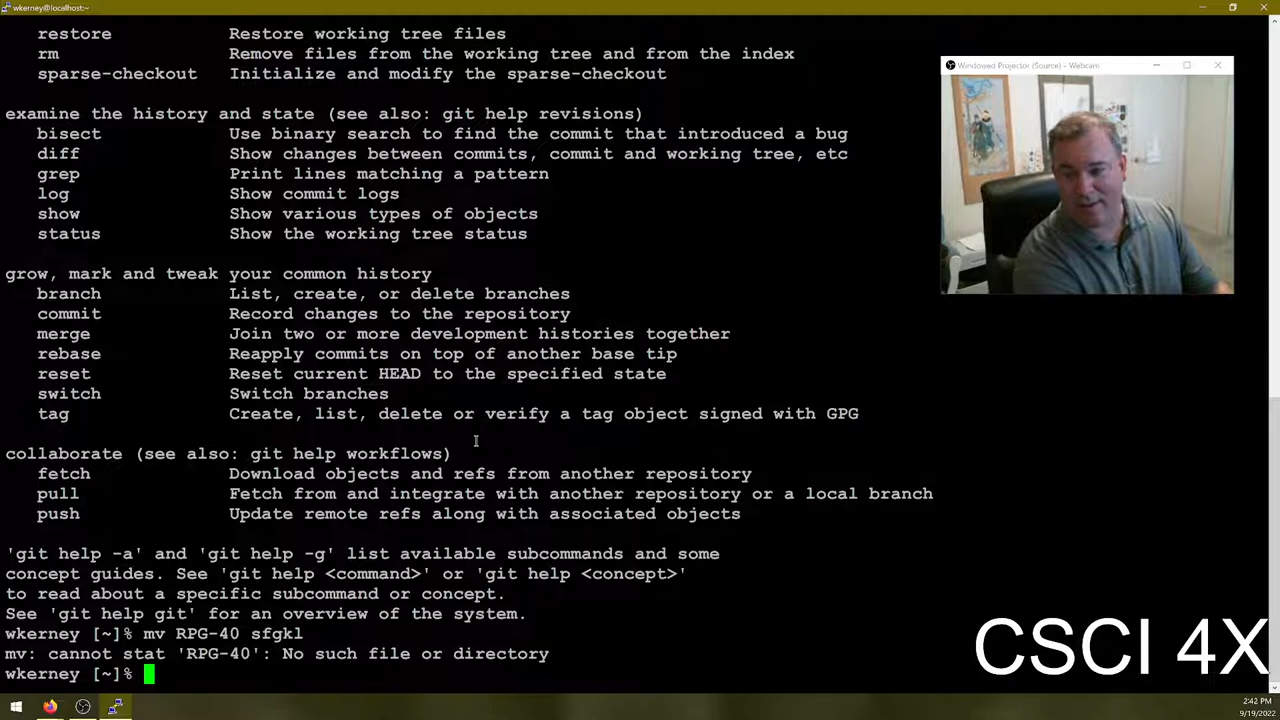 wkerney@localhost:~
restore Restore working tree files
rm Remove files from the working tree and from the index
sparse-checkout Initialize and modify the sparse-checkout
Windowed Projector (Source) - Webcam
examine the history and state (see also: git help revisions)
bisect Use binary search to find the commit that introduced a bug
diff Show changes between commits, commit and working tree, etc
grep Print lines matching a pattern
log Show commit logs
show Show various types of objects
status Show the working tree status
grow, mark and tweak your common history
branch List, create, or delete branches
commit Record changes to the repository
merge Join two or more development histories together
rebase Reapply commits on top of another base tip
reset Reset current HEAD to the specified state
switch Switch branches
tag Create, list, delete or verify a tag object signed with GPG
collaborate (see also: git help workflows)
fetch Download objects and refs from another repository
pull Fetch from and integrate with another repository or a local branch
push Update remote refs along with associated objects
'git help -a' and 'git help -g' list available subcommands and some
concept guides. See 'git help <command>' or 'git help <concept>'
to read about a specific subcommand or concept.
See 'git help git' for an overview of the system.
wkerney [~]% mv RPG-40 sfgkl
mv: cannot stat 'RPG-40': No such file or directory
wkerney [~]%
CSCI 4X
2:42 PM
9/19/2022